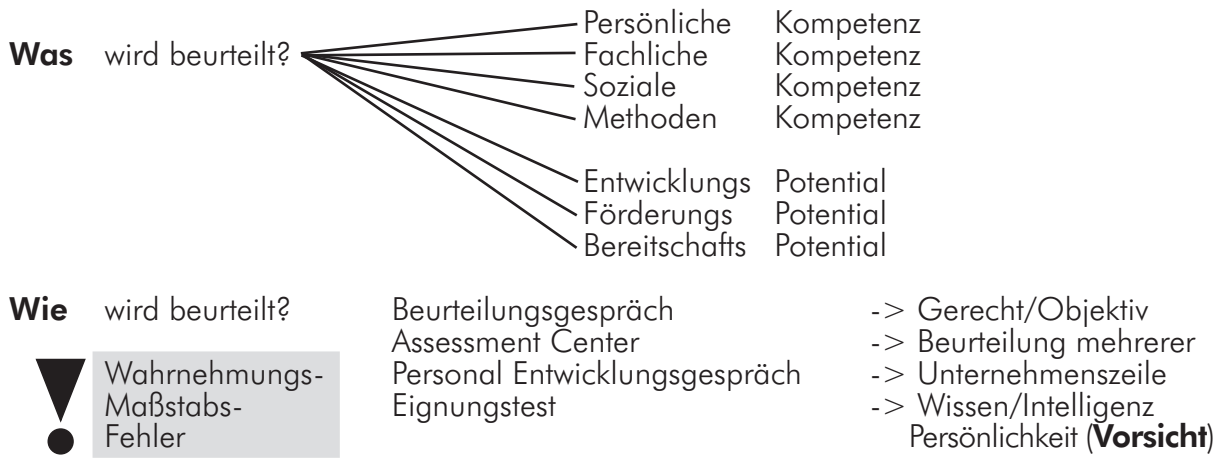 Persönliche Kompetenz
Was wird beurteilt? Fachliche Kompetenz
Soziale Kompetenz
Methoden Kompetenz
Entwicklungs Potential
Förderungs Potential
Bereitschafts Potential
Wie wird beurteilt? Beurteilungsgespräch -> Gerecht/Objektiv
Assessment Center -> Beurteilung mehrerer
Wahrnehmungs- Personal Entwicklungsgespräch -> Unternehmenszeile
Maßstabs- Eignungstest -> Wissen/Intelligenz
Fehler Persönlichkeit (Vorsicht)